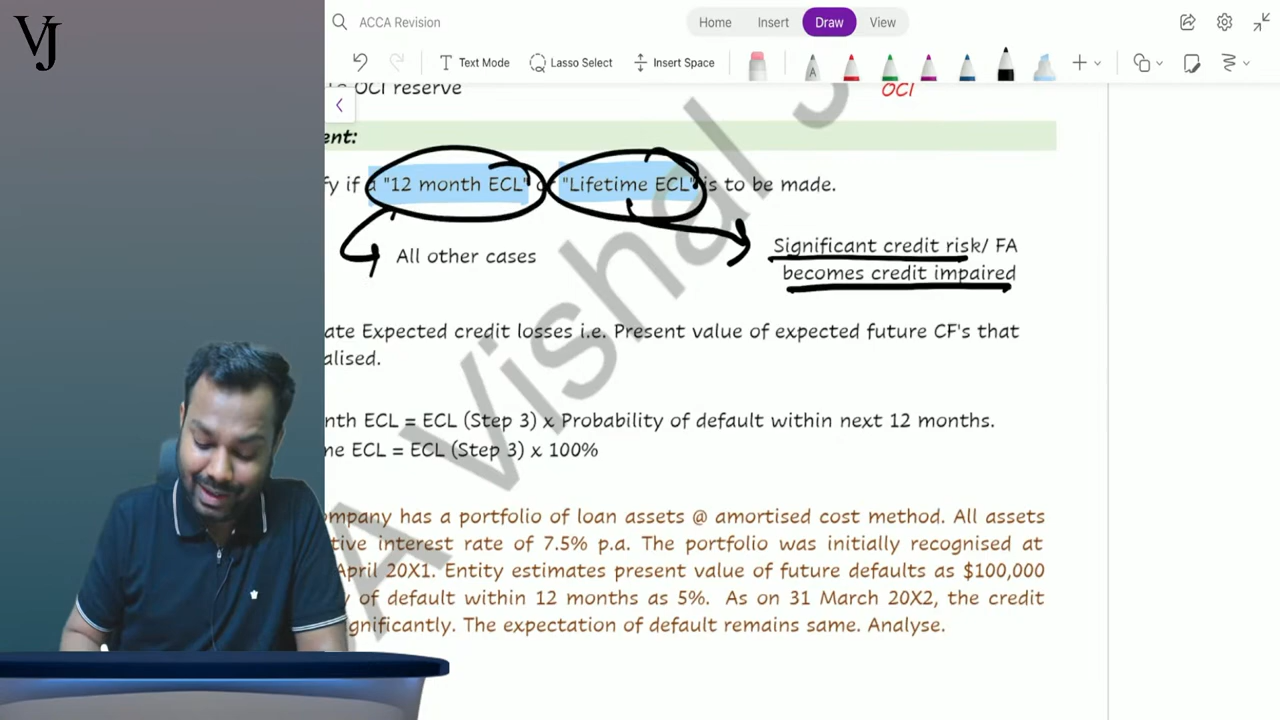 VJ
ACCA Revision
Home Insert Draw View
Text Mode Lasso Select Insert Space
OCI reserve
OCI
ent:
fy if a "12 month ECL" or "Lifetime ECL" is to be made.
All other cases
Significant credit risk/ FA
becomes credit impaired
ate Expected credit losses i.e. Present value of expected future CF's that
alised.
nth ECL = ECL (Step 3) x Probability of default within next 12 months.
ne ECL = ECL (Step 3) x 100%
ompany has a portfolio of loan assets @ amortised cost method. All assets
tive interest rate of 7.5% p.a. The portfolio was initially recognised at
April 20X1. Entity estimates present value of future defaults as $100,000
y of default within 12 months as 5%. As on 31 March 20X2, the credit
gnificantly. The expectation of default remains same. Analyse.
A Vishal J